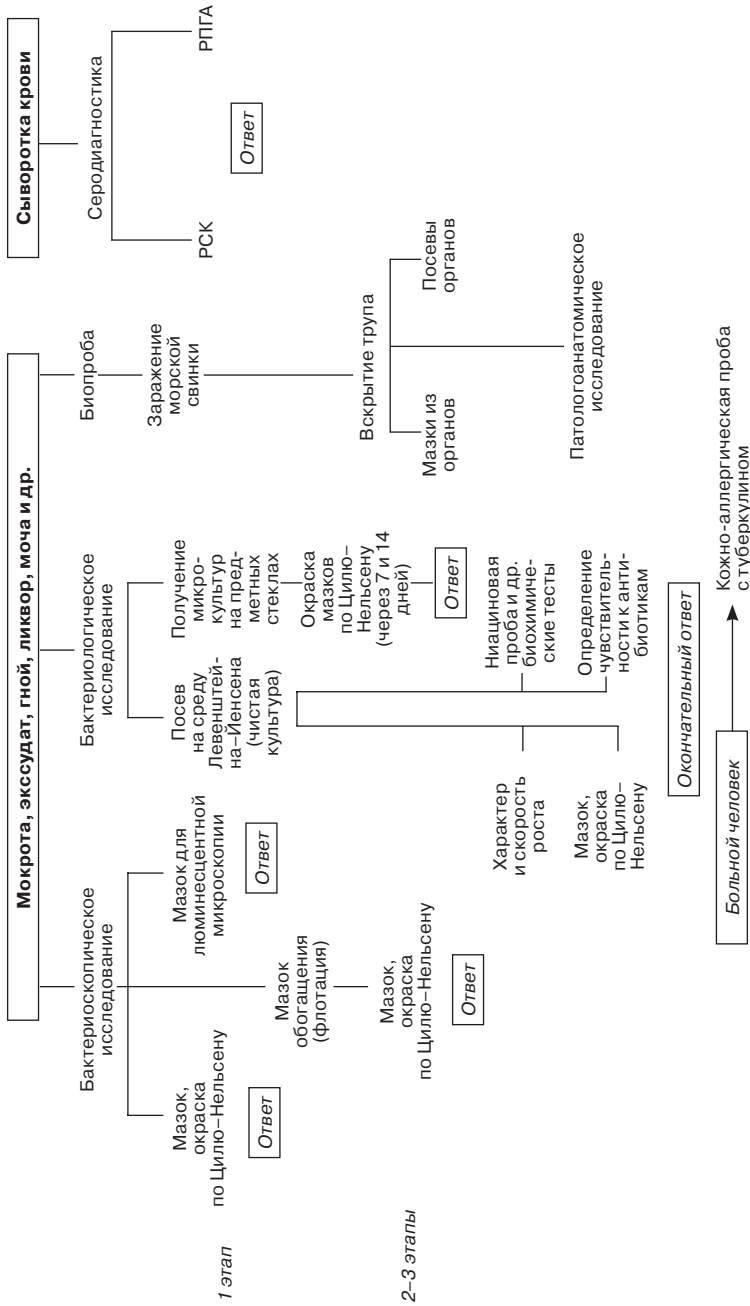 Мокрота, экссудат, гной, ликвор, моча и др.
Сыворотка крови
Бактериоскопическое
исследование
Бактериологическое
исследование
Биопроба
Серодиагностика
1 этап
Мазок,
окраска
по Цилю–Нельсену
Ответ
Мазок для
люминесцентной
микроскопии
Ответ
Посев
на среду
Левенштей-
на–Йенсена
(чистая
культура)
Получение
микро-
культур
на пред-
метных
стеклах
Заражение
морской
свинки
РСК
РПГА
Ответ
Мазок
обогащения
(флотация)
Окраска
мазков
по Цилю–
Нельсену
(через 7 и 14
дней)
Ответ
2–3 этапы
Мазок,
окраска
по Цилю–Нельсену
Ответ
Вскрытие трупа
Мазки из
органов
Посевы
органов
Патологоанатомическое
исследование
Характер
и скорость
роста
Ниациновая
проба и др.
биохимиче-
ские тесты
Мазок,
окраска
по Цилю–
Нельсену
Определение
чувствитель-
ности к анти-
биотикам
Окончательный ответ
Больной человек
Кожно-аллергическая проба
с туберкулином